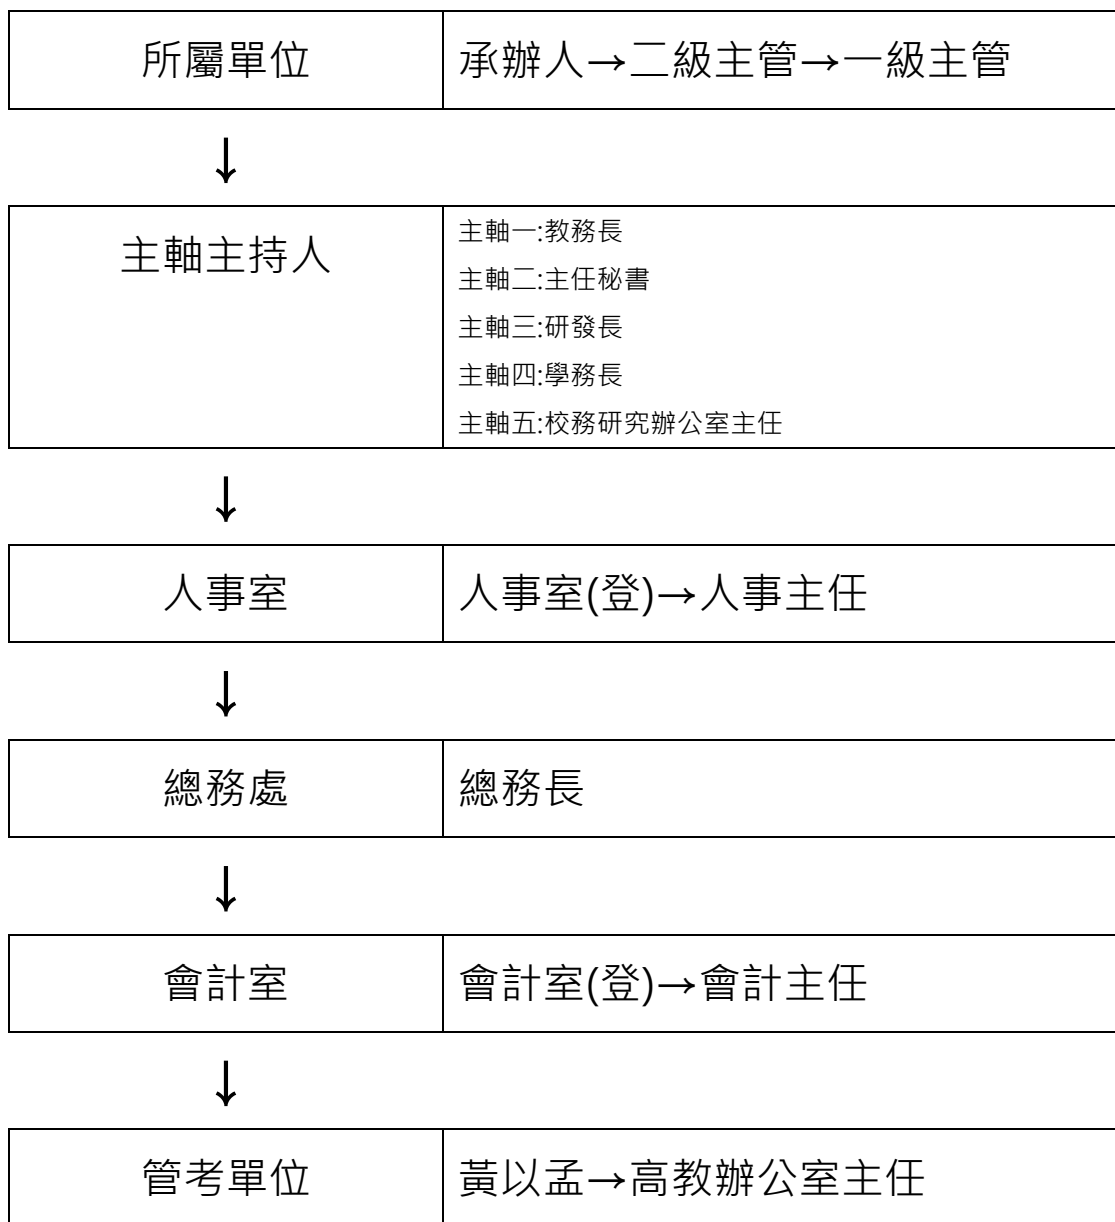 所屬單位 承辦人→二級主管→一級主管
↓
主軸主持人 主軸一:教務長
主軸二:主任秘書
主軸三:研發長
主軸四:學務長
主軸五:校務研究辦公室主任
↓
人事室 人事室(登)→人事主任
↓
總務處 總務長
↓
會計室 會計室(登)→會計主任
↓
管考單位 黃以孟→高教辦公室主任